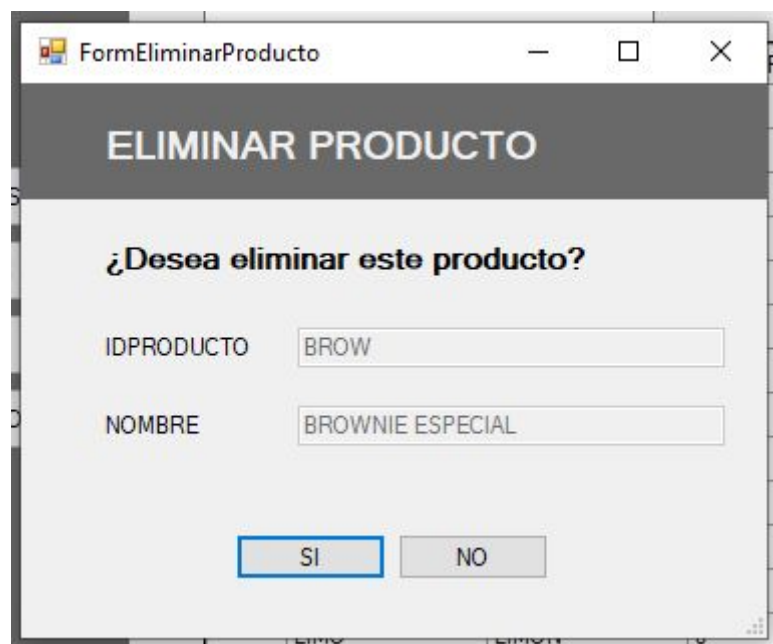 FormEliminarProducto
ELIMINAR PRODUCTO
¿Desea eliminar este producto?
IDPRODUCTO BROW
NOMBRE BROWNIE ESPECIAL
SI NO